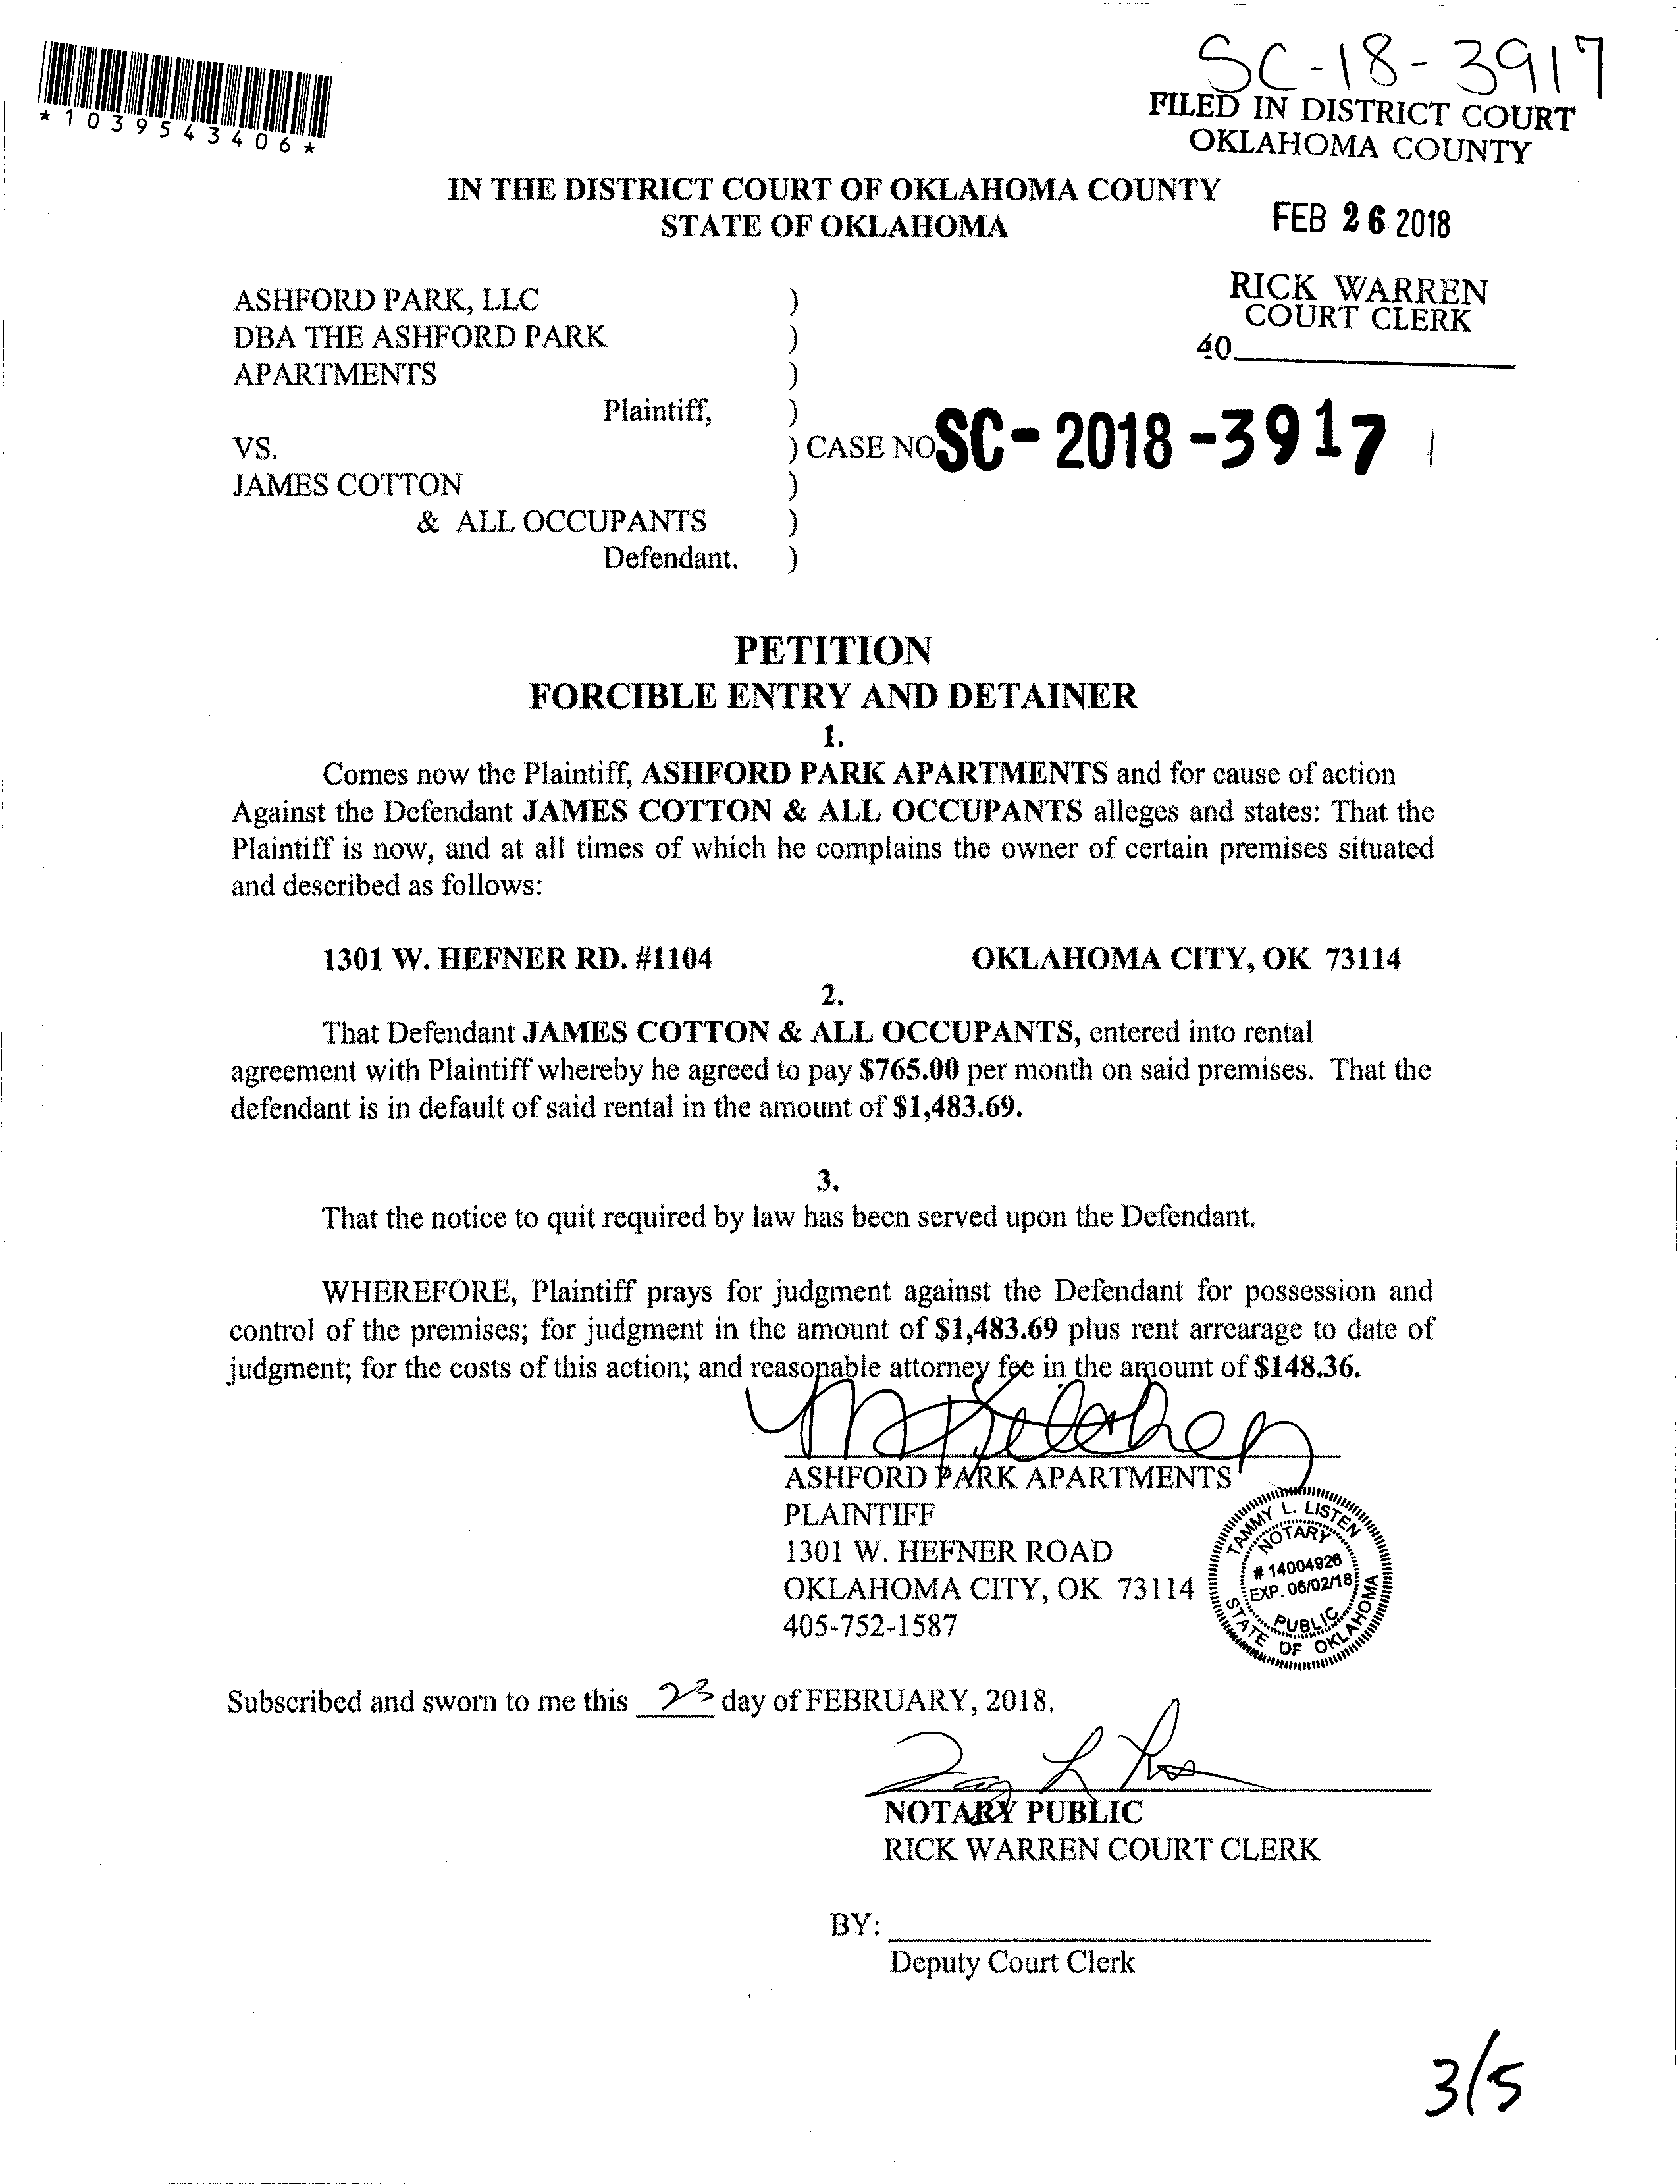 SC-18-3917
*1039543406*
FILED IN DISTRICT COURT
OKLAHOMA COUNTY
IN THE DISTRICT COURT OF OKLAHOMA COUNTY
STATE OF OKLAHOMA
FEB 26 2018
RICK WARREN
COURT CLERK
40
ASHFORD PARK, LLC )
DBA THE ASHFORD PARK )
APARTMENTS )
Plaintiff, )
VS. ) CASE NO SC-2018-3917
JAMES COTTON )
& ALL OCCUPANTS )
Defendant. )
PETITION
FORCIBLE ENTRY AND DETAINER
1.
Comes now the Plaintiff, ASHFORD PARK APARTMENTS and for cause of action
Against the Defendant JAMES COTTON & ALL OCCUPANTS alleges and states: That the
Plaintiff is now, and at all times of which he complains the owner of certain premises situated
and described as follows:
1301 W. HEFNER RD. #1104 OKLAHOMA CITY, OK 73114
2.
That Defendant JAMES COTTON & ALL OCCUPANTS, entered into rental
agreement with Plaintiff whereby he agreed to pay $765.00 per month on said premises. That the
defendant is in default of said rental in the amount of $1,483.69.
3.
That the notice to quit required by law has been served upon the Defendant.
WHEREFORE, Plaintiff prays for judgment against the Defendant for possession and
control of the premises; for judgment in the amount of $1,483.69 plus rent arrearage to date of
judgment; for the costs of this action; and reasonable attorney fee in the amount of $148.36.
ASHFORD PARK APARTMENTS
PLAINTIFF
1301 W. HEFNER ROAD
OKLAHOMA CITY, OK 73114
405-752-1587
TAMMY L. LISTEN
NOTARY
# 14004926
EXP. 06/02/18
PUBLIC
STATE OF OKLAHOMA
Subscribed and sworn to me this 23 day of FEBRUARY, 2018.
NOTARY PUBLIC
RICK WARREN COURT CLERK
BY:
Deputy Court Clerk
3/5